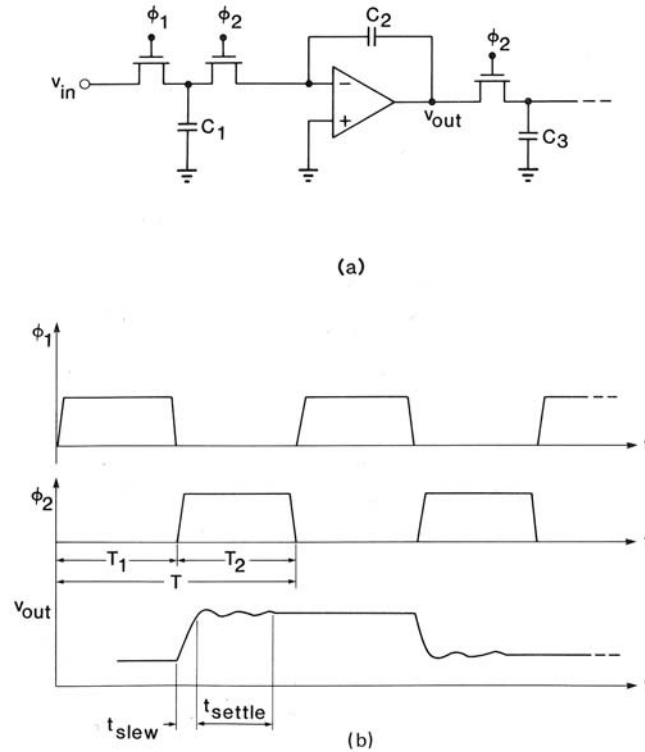 ϕ1
ϕ2
C2
ϕ2
vin
C1
−
+
vout
C3
(a)
ϕ1
ϕ2
T1
T2
T
vout
tslew
tsettle
(b)